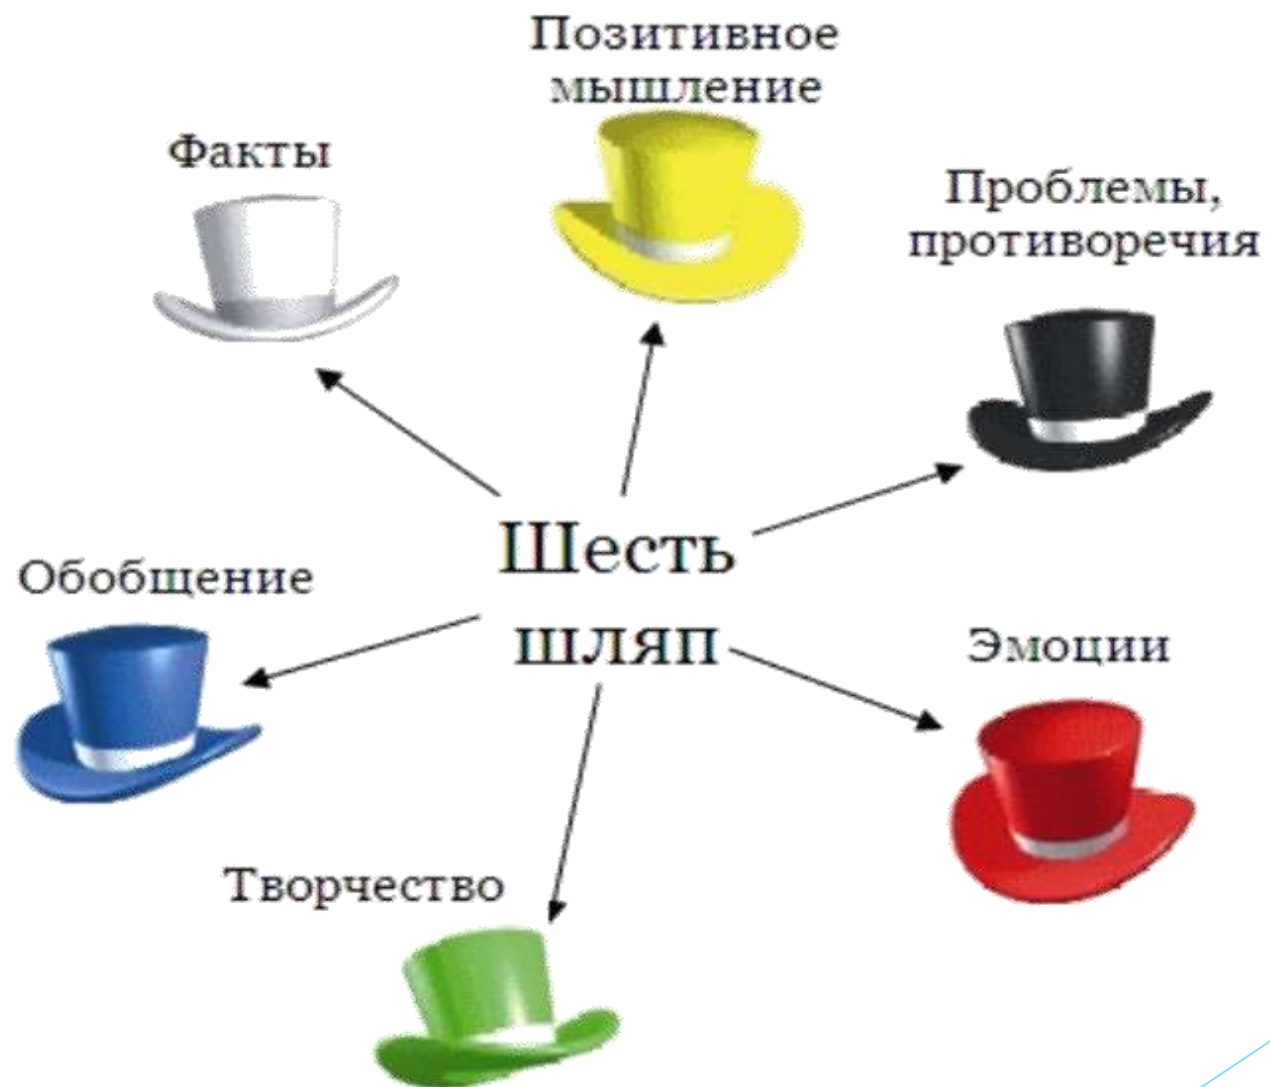 Позитивное
мышление
Факты
Проблемы,
противоречия
Шесть
шляп
Обобщение
Эмоции
Творчество